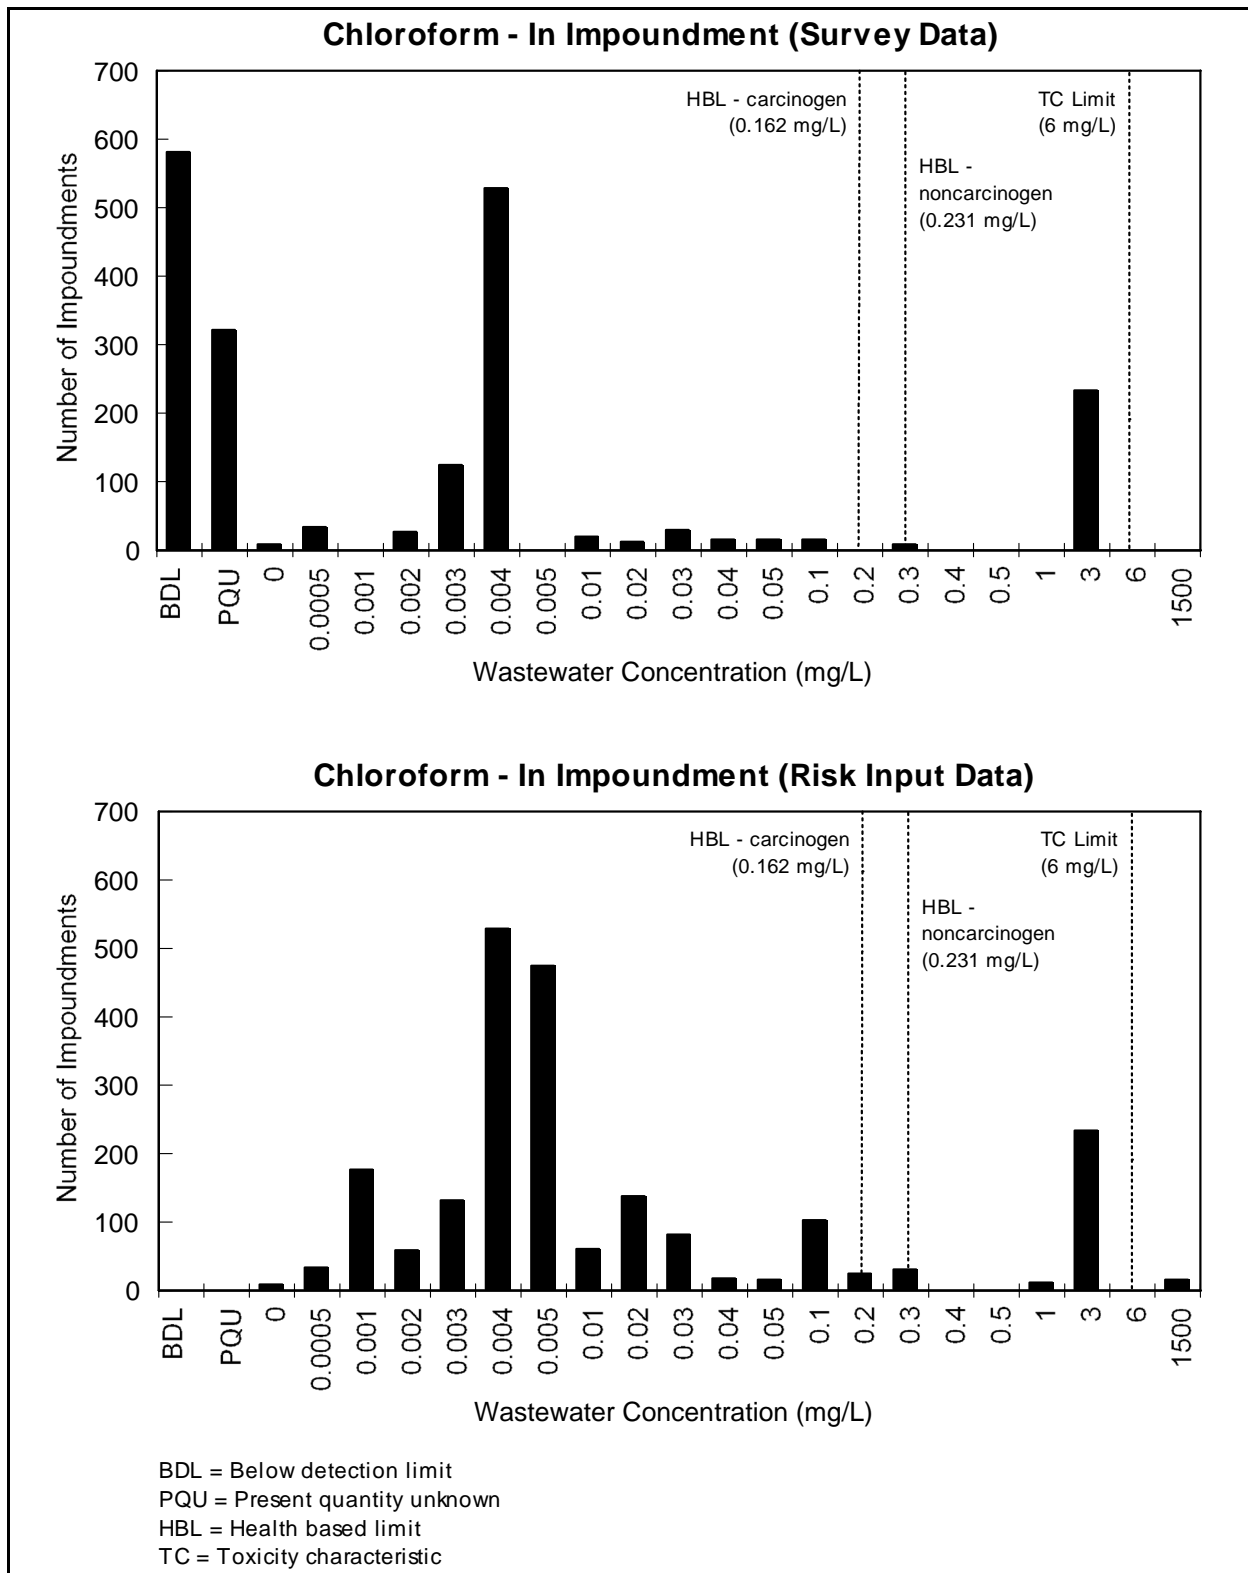 Chloroform - In Impoundment (Survey Data)
700
600
500
400
300
200
100
0
Number of Impoundments
HBL - carcinogen
(0.162 mg/L)
HBL -
noncarcinogen
(0.231 mg/L)
TC Limit
(6 mg/L)
BDL
PQU
0
0.0005
0.001
0.002
0.003
0.004
0.005
0.01
0.02
0.03
0.04
0.05
0.1
0.2
0.3
0.4
0.5
1
3
6
1500
Wastewater Concentration (mg/L)
Chloroform - In Impoundment (Risk Input Data)
700
600
500
400
300
200
100
0
Number of Impoundments
HBL - carcinogen
(0.162 mg/L)
HBL -
noncarcinogen
(0.231 mg/L)
TC Limit
(6 mg/L)
BDL
PQU
0
0.0005
0.001
0.002
0.003
0.004
0.005
0.01
0.02
0.03
0.04
0.05
0.1
0.2
0.3
0.4
0.5
1
3
6
1500
Wastewater Concentration (mg/L)
BDL = Below detection limit
PQU = Present quantity unknown
HBL = Health based limit
TC = Toxicity characteristic